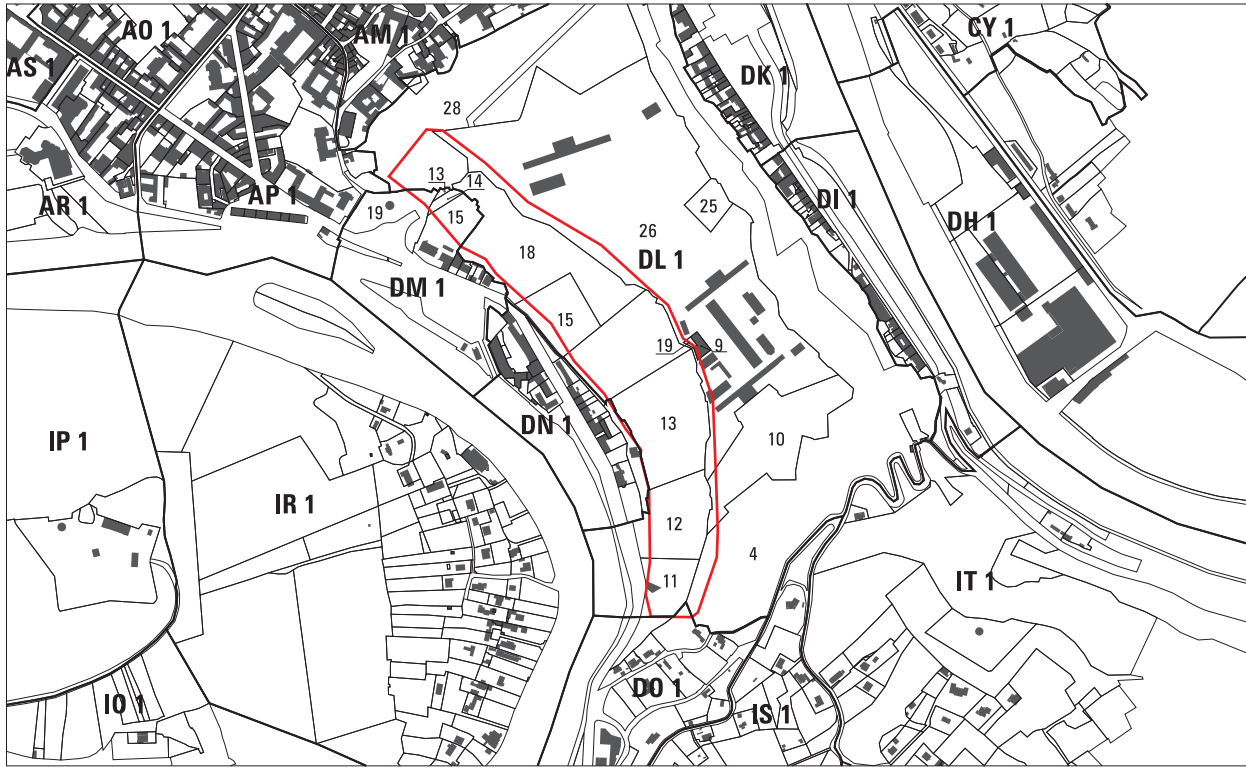 AO 1
AM 1
CY 1
AS 1
DK 1
28
13
14
25
AP 1
AR 1
19
15
DI 1
DH 1
26
18
DL 1
DM 1
15
19
9
DN 1
13
10
IP 1
IR 1
12
4
11
IT 1
DO 1
IO 1
IS 1